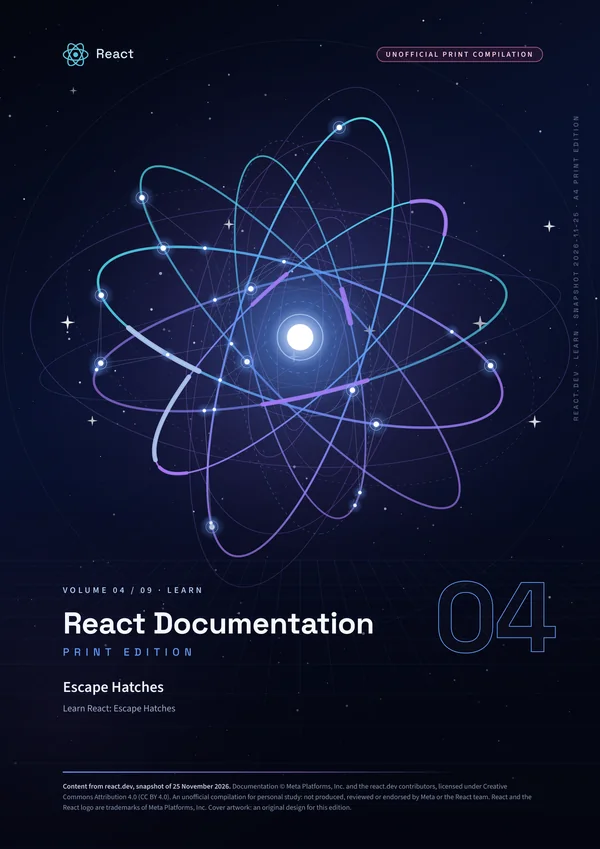 React
UNOFFICIAL PRINT COMPILATION
REACT.DEV · LEARN · SNAPSHOT 2026-11-25 · A4 PRINT EDITION
VOLUME 04 / 09 · LEARN
04
React Documentation
PRINT EDITION
Escape Hatches
Learn React: Escape Hatches
Content from react.dev, snapshot of 25 November 2026. Documentation © Meta Platforms, Inc. and the react.dev contributors, licensed under Creative
Commons Attribution 4.0 (CC BY 4.0). An unofficial compilation for personal study: not produced, reviewed or endorsed by Meta or the React team. React and the
React logo are trademarks of Meta Platforms, Inc. Cover artwork: an original design for this edition.